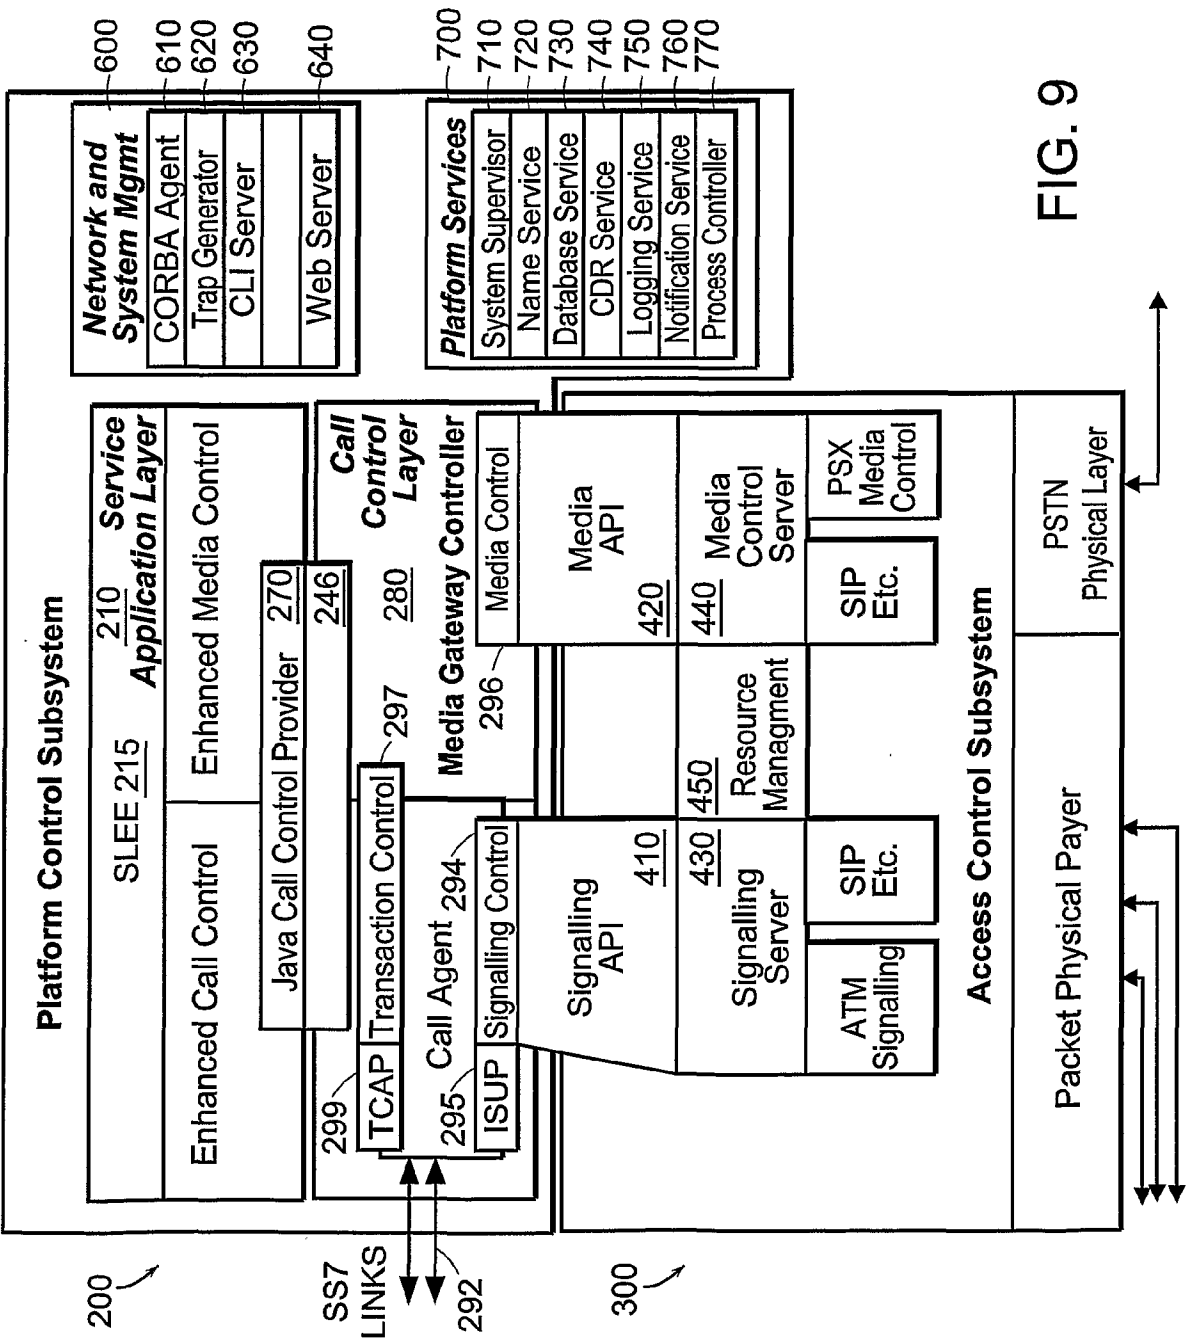 200
Platform Control Subsystem
SLEE 215
210 Service
Application Layer
Enhanced Call Control
Enhanced Media Control
Java Call Control Provider
270
246
Network and
System Mgmt
600
CORBA Agent
610
Trap Generator
620
CLI Server
630
Web Server
640
Call
Control
Layer
280
299
TCAP
Transaction Control
297
Media Gateway Controller
Call Agent
294
295
ISUP
Signalling Control
296
Media Control
SS7
LINKS
292
Platform Services
700
System Supervisor
710
Name Service
720
Database Service
730
CDR Service
740
Logging Service
750
Notification Service
760
Process Controller
770
300
Signalling
API
410
Media
API
420
Signalling
Server
430
450
Resource
Managment
440
Media
Control
Server
ATM
Signalling
SIP
Etc.
SIP
Etc.
PSX
Media
Control
Access Control Subsystem
Packet Physical Payer
PSTN
Physical Layer
FIG. 9